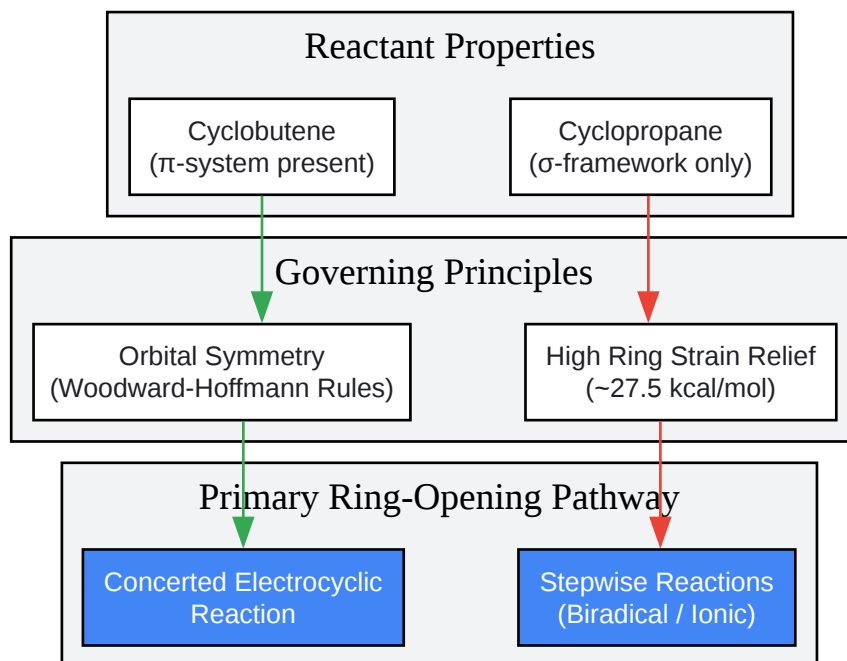 Reactant Properties
Cyclobutene
(π-system present)
Cyclopropane
(σ-framework only)
Governing Principles
Orbital Symmetry
(Woodward-Hoffmann Rules)
High Ring Strain Relief
(~27.5 kcal/mol)
Primary Ring-Opening Pathway
Concerted Electrocyclic
Reaction
Stepwise Reactions
(Biradical / Ionic)